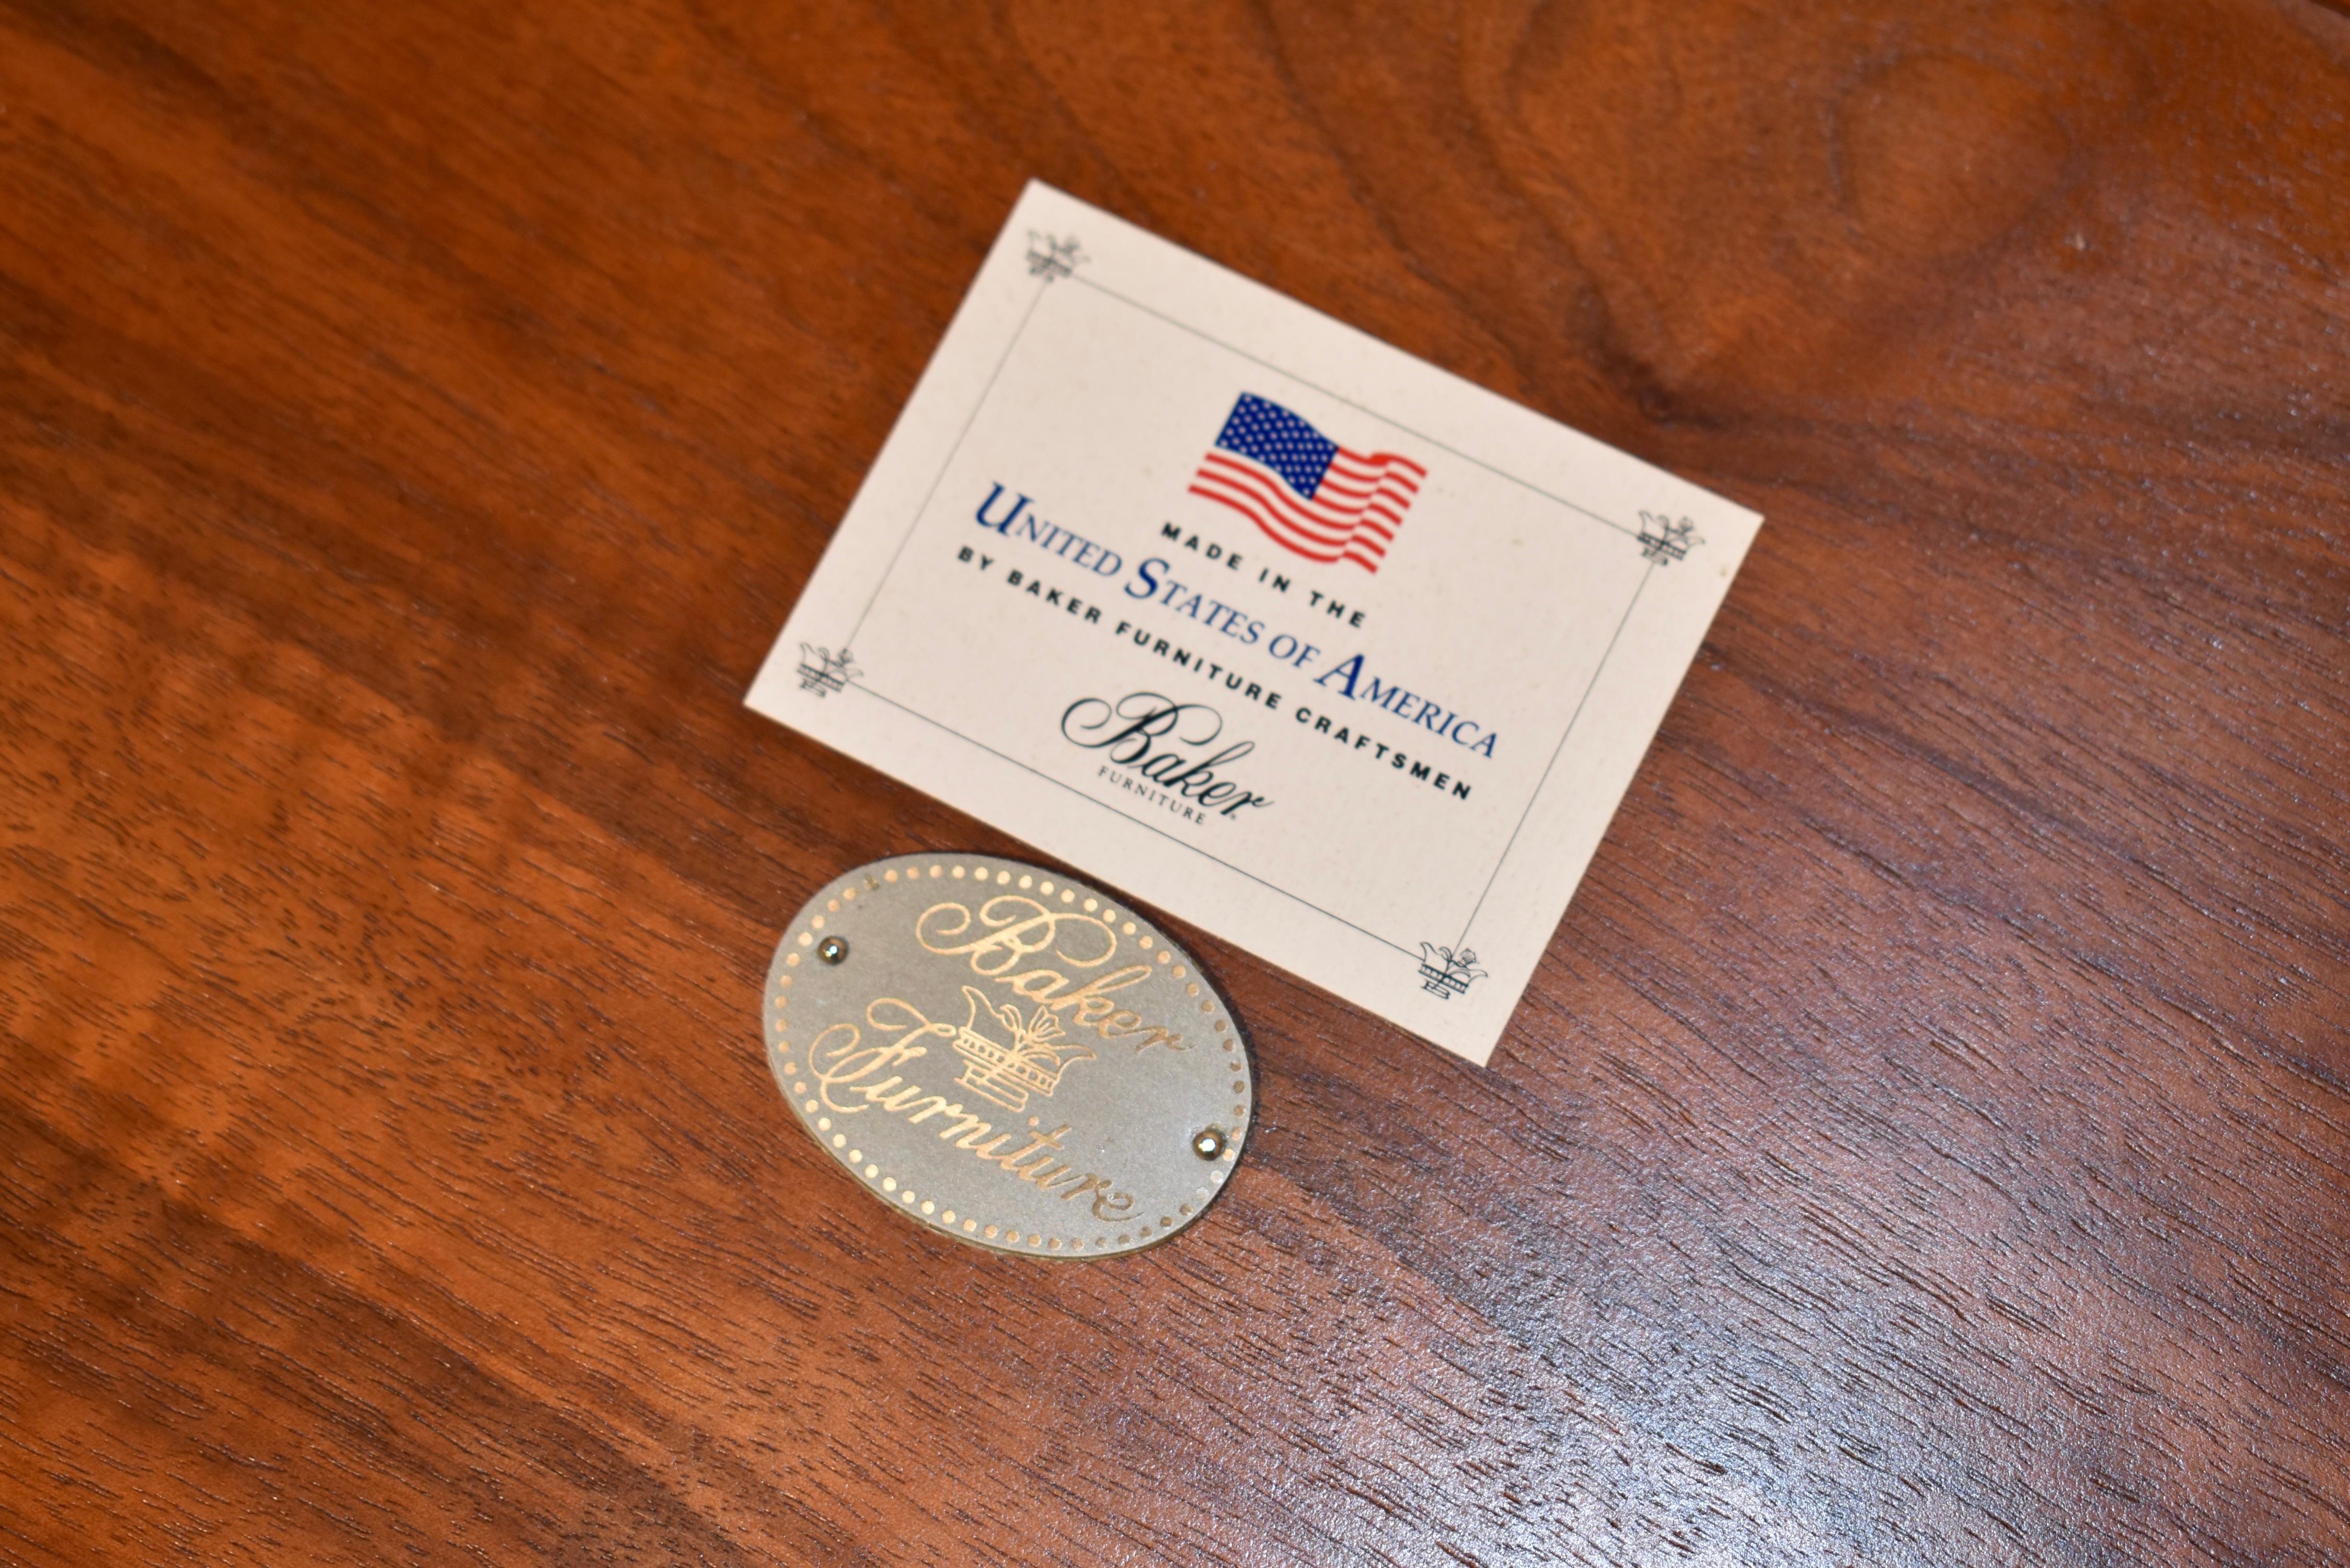 MADE IN THE
UNITED STATES OF AMERICA
BY BAKER FURNITURE CRAFTSMEN
Baker
FURNITURE
Baker
Furniture